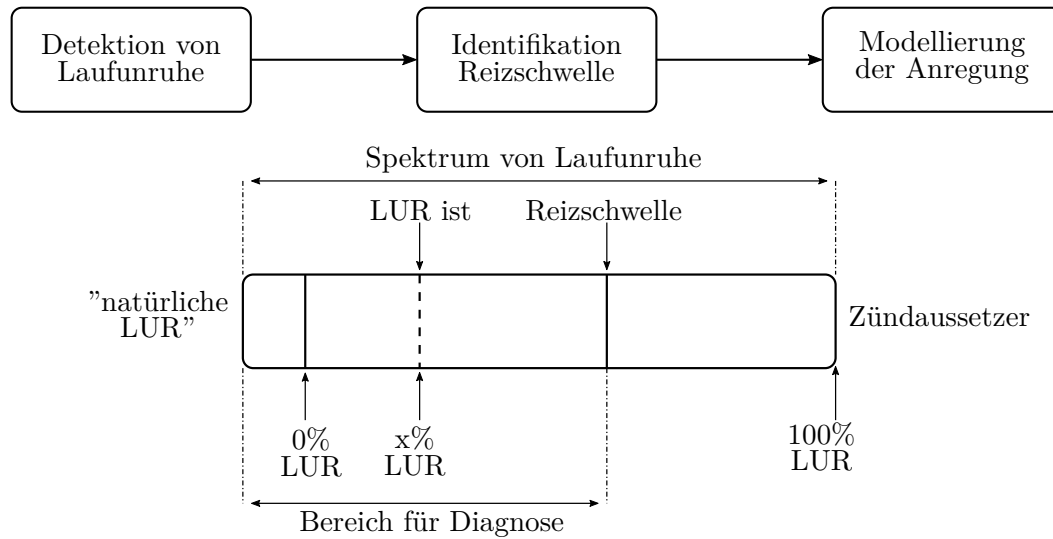 Detektion von
Laufunruhe
Identifikation
Reizschwelle
Modellierung
der Anregung
Spektrum von Laufunruhe
LUR ist
Reizschwelle
”natürliche
LUR”
Zündaussetzer
0%
LUR
x%
LUR
100%
LUR
Bereich für Diagnose